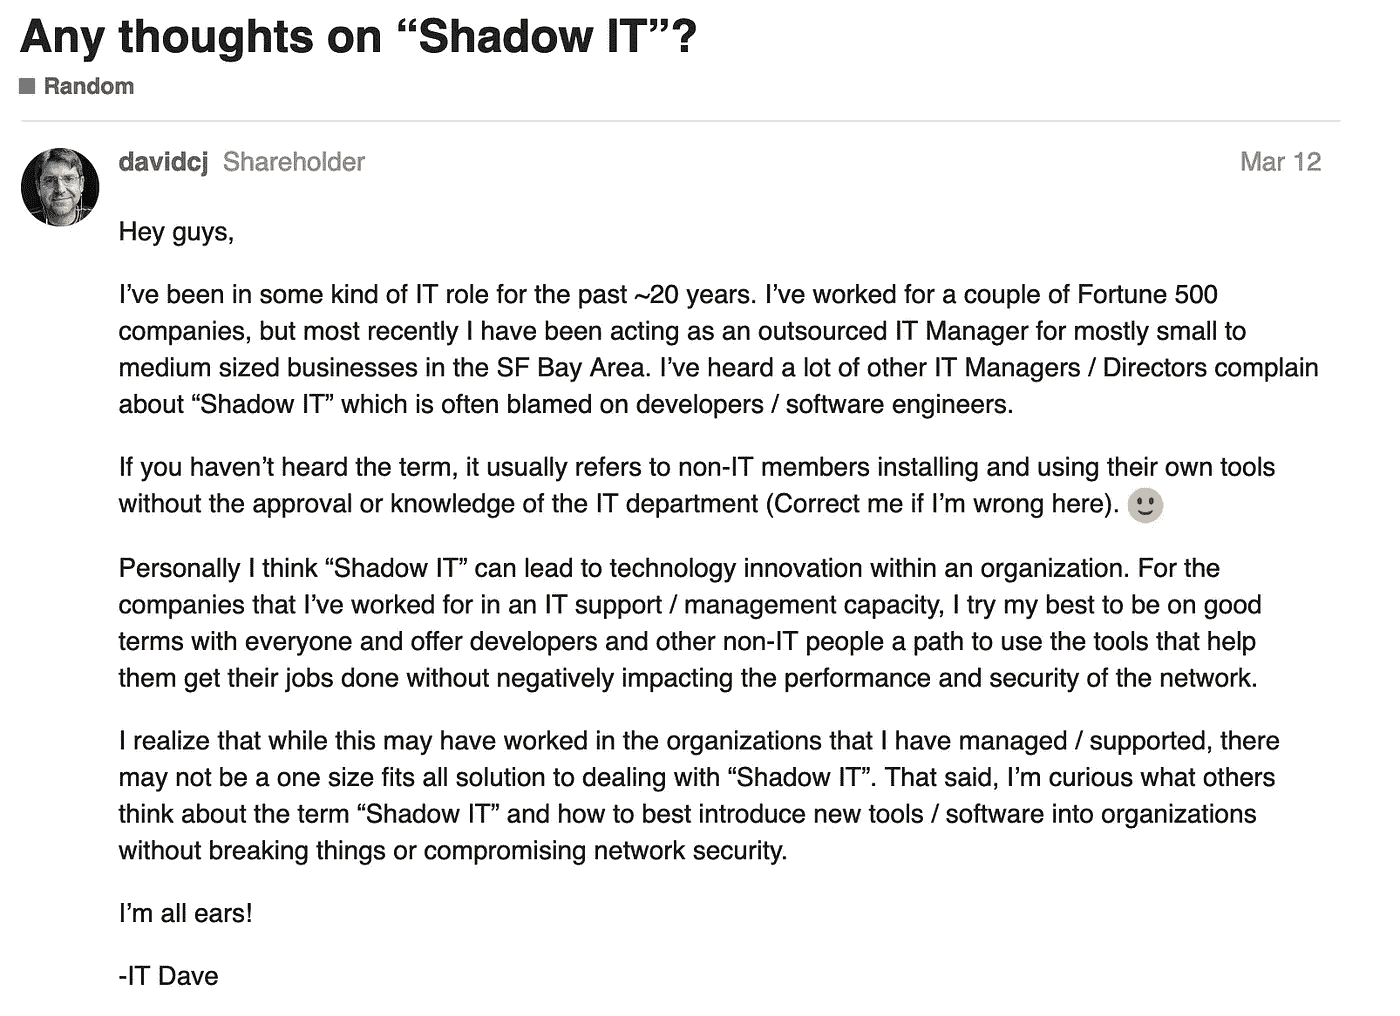 Any thoughts on “Shadow IT”?
Random
davidcj Shareholder Mar 12
Hey guys,
I’ve been in some kind of IT role for the past ~20 years. I’ve worked for a couple of Fortune 500
companies, but most recently I have been acting as an outsourced IT Manager for mostly small to
medium sized businesses in the SF Bay Area. I’ve heard a lot of other IT Managers / Directors complain
about “Shadow IT” which is often blamed on developers / software engineers.
If you haven’t heard the term, it usually refers to non-IT members installing and using their own tools
without the approval or knowledge of the IT department (Correct me if I’m wrong here).
Personally I think “Shadow IT” can lead to technology innovation within an organization. For the
companies that I’ve worked for in an IT support / management capacity, I try my best to be on good
terms with everyone and offer developers and other non-IT people a path to use the tools that help
them get their jobs done without negatively impacting the performance and security of the network.
I realize that while this may have worked in the organizations that I have managed / supported, there
may not be a one size fits all solution to dealing with “Shadow IT”. That said, I’m curious what others
think about the term “Shadow IT” and how to best introduce new tools / software into organizations
without breaking things or compromising network security.
I’m all ears!
-IT Dave